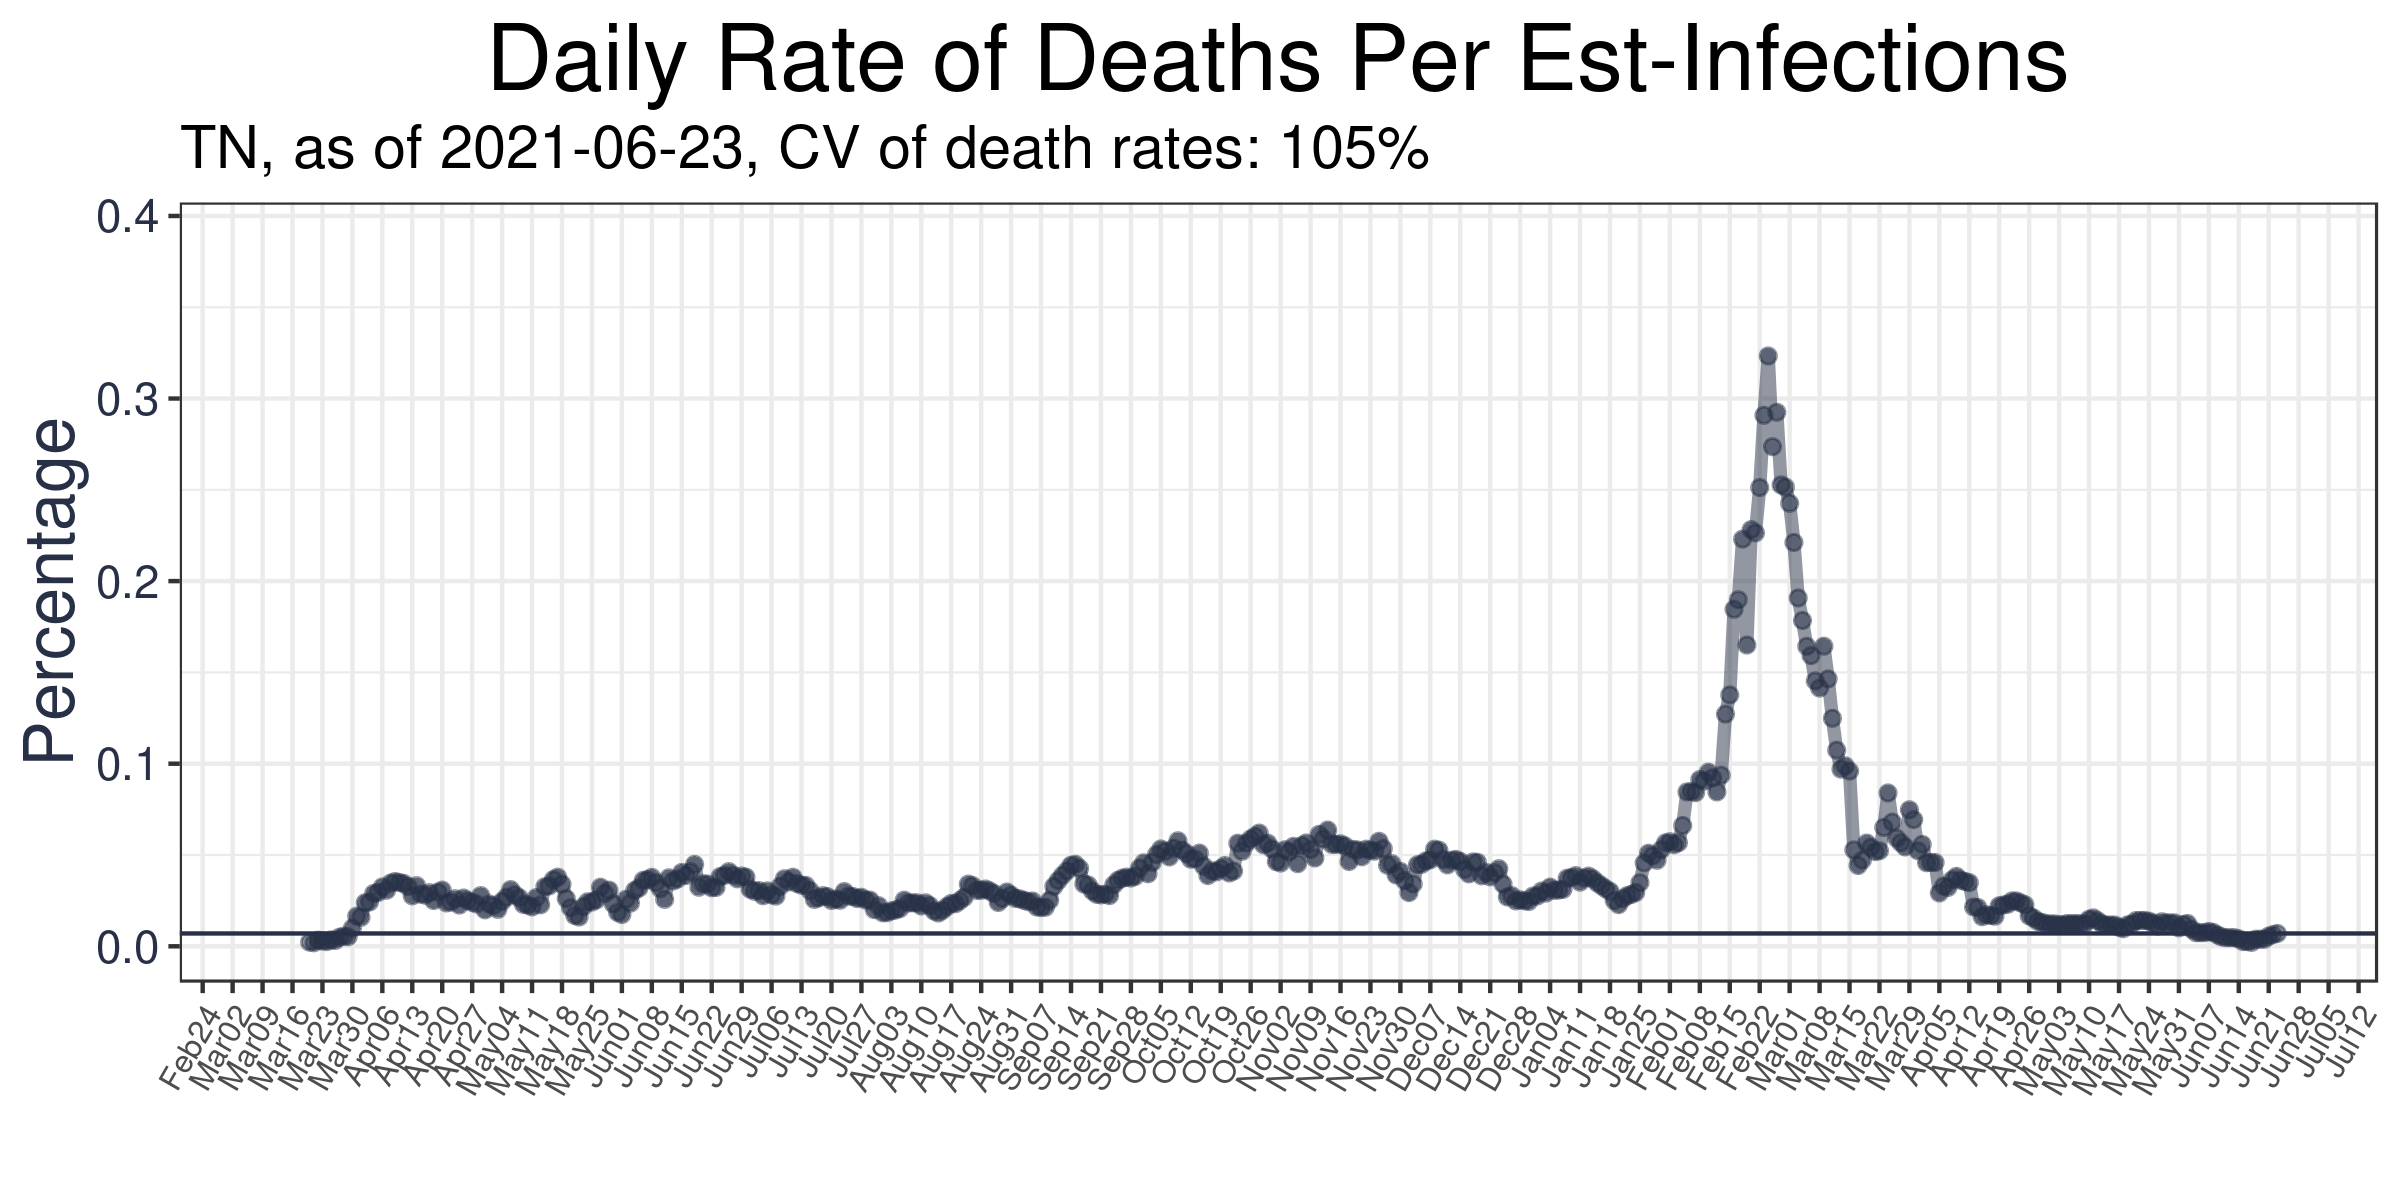 Daily Rate of Deaths Per Est-Infections
TN, as of 2021-06-23, CV of death rates: 105%
Percentage
0.4
0.3
0.2
0.1
0.0
Feb24
Mar02
Mar09
Mar16
Mar23
Mar30
Apr06
Apr13
Apr20
Apr27
May04
May11
May18
May25
Jun01
Jun08
Jun15
Jun22
Jun29
Jul06
Jul13
Jul20
Jul27
Aug03
Aug10
Aug17
Aug24
Aug31
Sep07
Sep14
Sep21
Sep28
Oct05
Oct12
Oct19
Oct26
Nov02
Nov09
Nov16
Nov23
Nov30
Dec07
Dec14
Dec21
Dec28
Jan04
Jan11
Jan18
Jan25
Feb01
Feb08
Feb15
Feb22
Mar01
Mar08
Mar15
Mar22
Mar29
Apr05
Apr12
Apr19
Apr26
May03
May10
May17
May24
May31
Jun07
Jun14
Jun21
Jun28
Jul05
Jul12